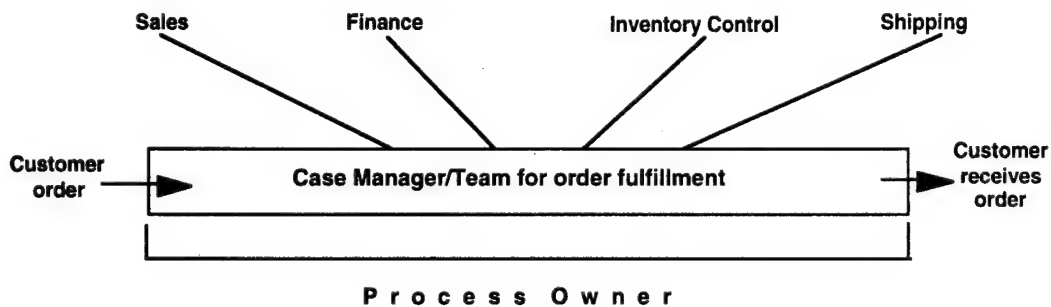 Sales Finance Inventory Control Shipping
Customer
order
Case Manager/Team for order fulfillment
Customer
receives
order
Process Owner